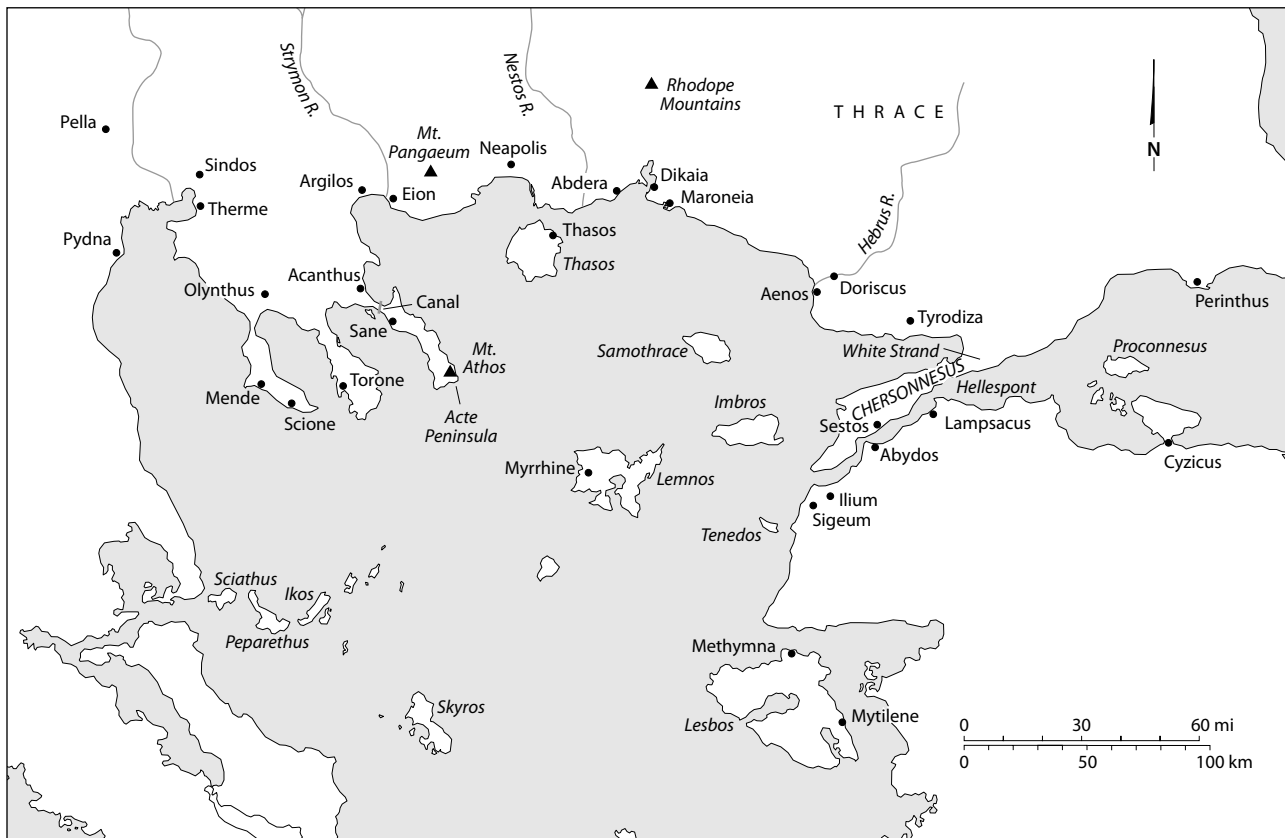 Strymon R.
Nestos R.
Rhodope
Mountains
THRACE
N
Pella
Mt.
Pangaeum
Neapolis
Sindos
Argilos
Eion
Abdera
Dikaia
Maroneia
Therme
Hebrus R.
Pydna
Thasos
Thasos
Acanthus
Olynthus
Canal
Aenos
Doriscus
Perinthus
Sane
Tyrodiza
Samothrace
White Strand
Proconnesus
Mt.
Athos
CHERSONNESUS
Hellespont
Mende
Torone
Scione
Acte
Peninsula
Imbros
Sestos
Lampsacus
Abydos
Cyzicus
Myrrhine
Lemnos
Ilium
Sigeum
Tenedos
Sciathus
Ikos
Peparethus
Methymna
Skyros
Lesbos
Mytilene
0 30 60 mi
0 50 100 km